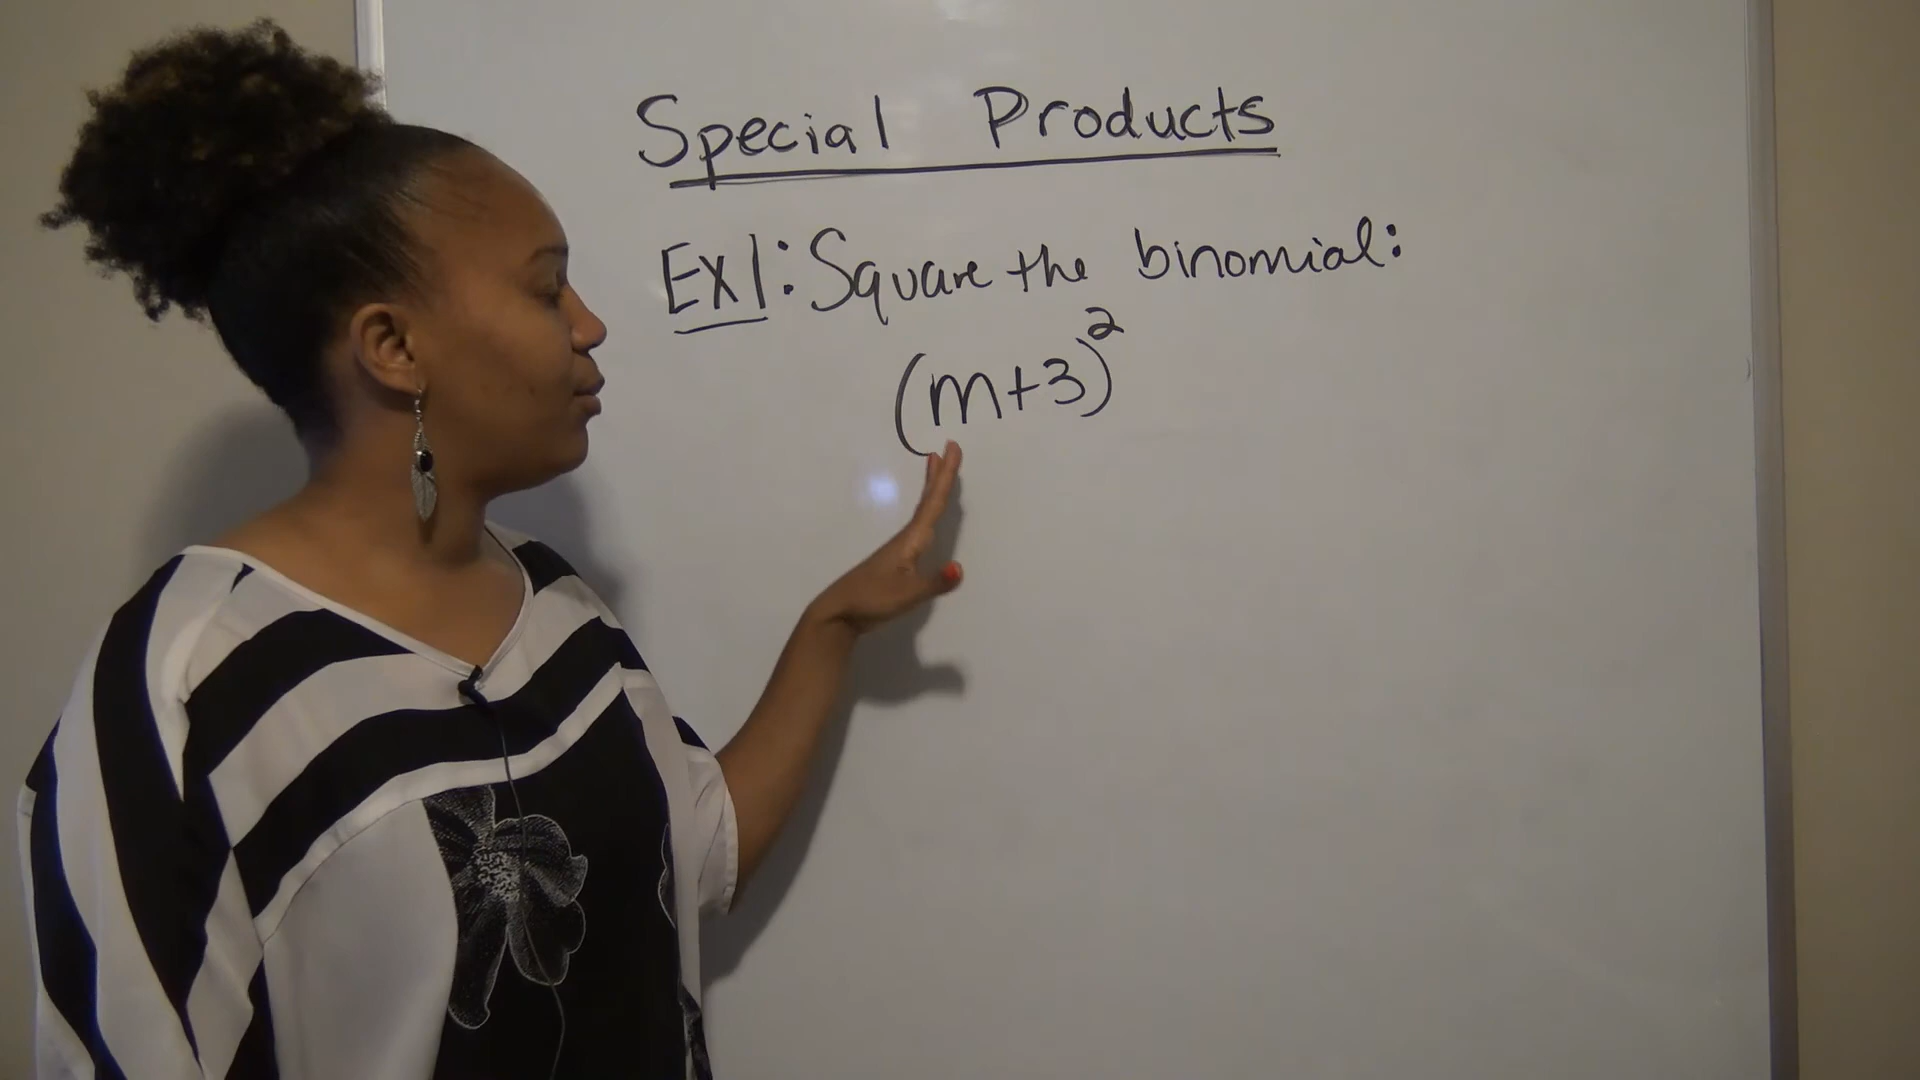 Special Products
Ex1: Square the binomial:
(m+3)²